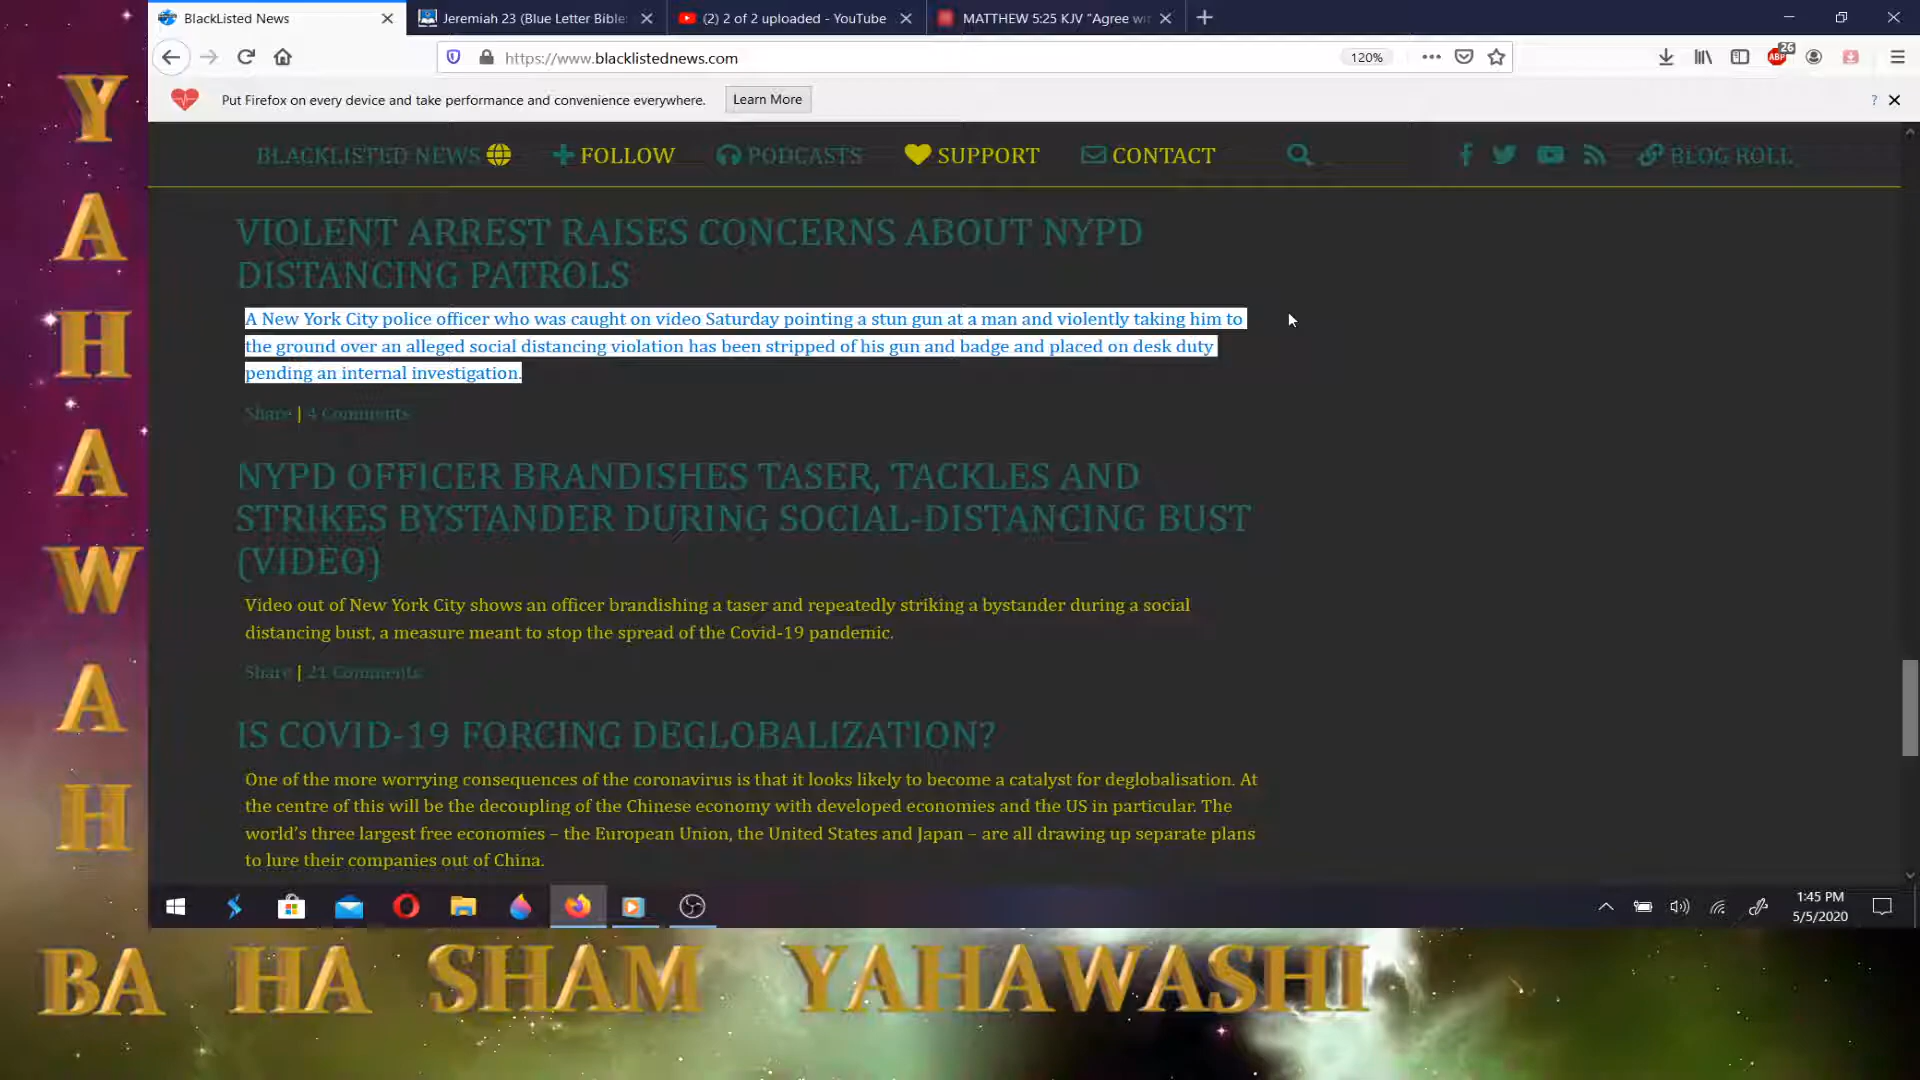 BlackListed News
Jeremiah 23 (Blue Letter Bible:
(2) 2 of 2 uploaded - YouTube
MATTHEW 5:25 KJV "Agree wi
https://www.blacklistednews.com
120%
26
ABP
Put Firefox on every device and take performance and convenience everywhere.
Learn More
?
BLACKLISTED NEWS
FOLLOW
PODCASTS
SUPPORT
CONTACT
BLOG ROLL
VIOLENT ARREST RAISES CONCERNS ABOUT NYPD
DISTANCING PATROLS
A New York City police officer who was caught on video Saturday pointing a stun gun at a man and violently taking him to
the ground over an alleged social distancing violation has been stripped of his gun and badge and placed on desk duty
pending an internal investigation.
Share | 4 Comments
NYPD OFFICER BRANDISHES TASER, TACKLES AND
STRIKES BYSTANDER DURING SOCIAL-DISTANCING BUST
(VIDEO)
Video out of New York City shows an officer brandishing a taser and repeatedly striking a bystander during a social
distancing bust, a measure meant to stop the spread of the Covid-19 pandemic.
Share | 21 Comments
IS COVID-19 FORCING DEGLOBALIZATION?
One of the more worrying consequences of the coronavirus is that it looks likely to become a catalyst for deglobalisation. At
the centre of this will be the decoupling of the Chinese economy with developed economies and the US in particular. The
world's three largest free economies – the European Union, the United States and Japan – are all drawing up separate plans
to lure their companies out of China.
1:45 PM
5/5/2020
YAHAWAH
BA HA SHAM YAHAWASHI